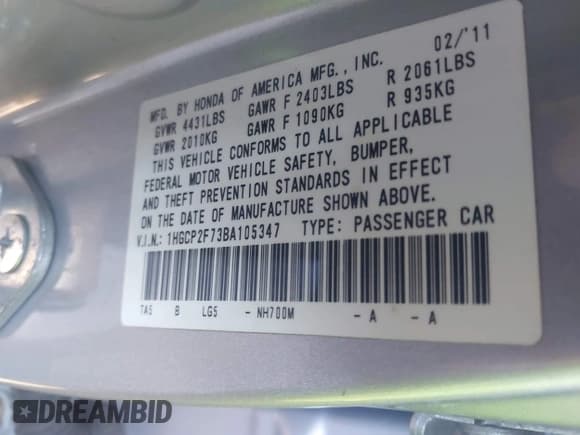 MFD. BY HONDA OF AMERICA MFG., INC. 02/'11
GVWR 4431LBS GAWR F 2403LBS R 2061LBS
GVWR 2010KG GAWR F 1090KG R 935KG
THIS VEHICLE CONFORMS TO ALL APPLICABLE
FEDERAL MOTOR VEHICLE SAFETY, BUMPER,
AND THEFT PREVENTION STANDARDS IN EFFECT
ON THE DATE OF MANUFACTURE SHOWN ABOVE.
V.I.N.: 1HGCP2F73BA105347 TYPE: PASSENGER CAR
TA5 B LG5 - NH700M - A - A
DREAMBID